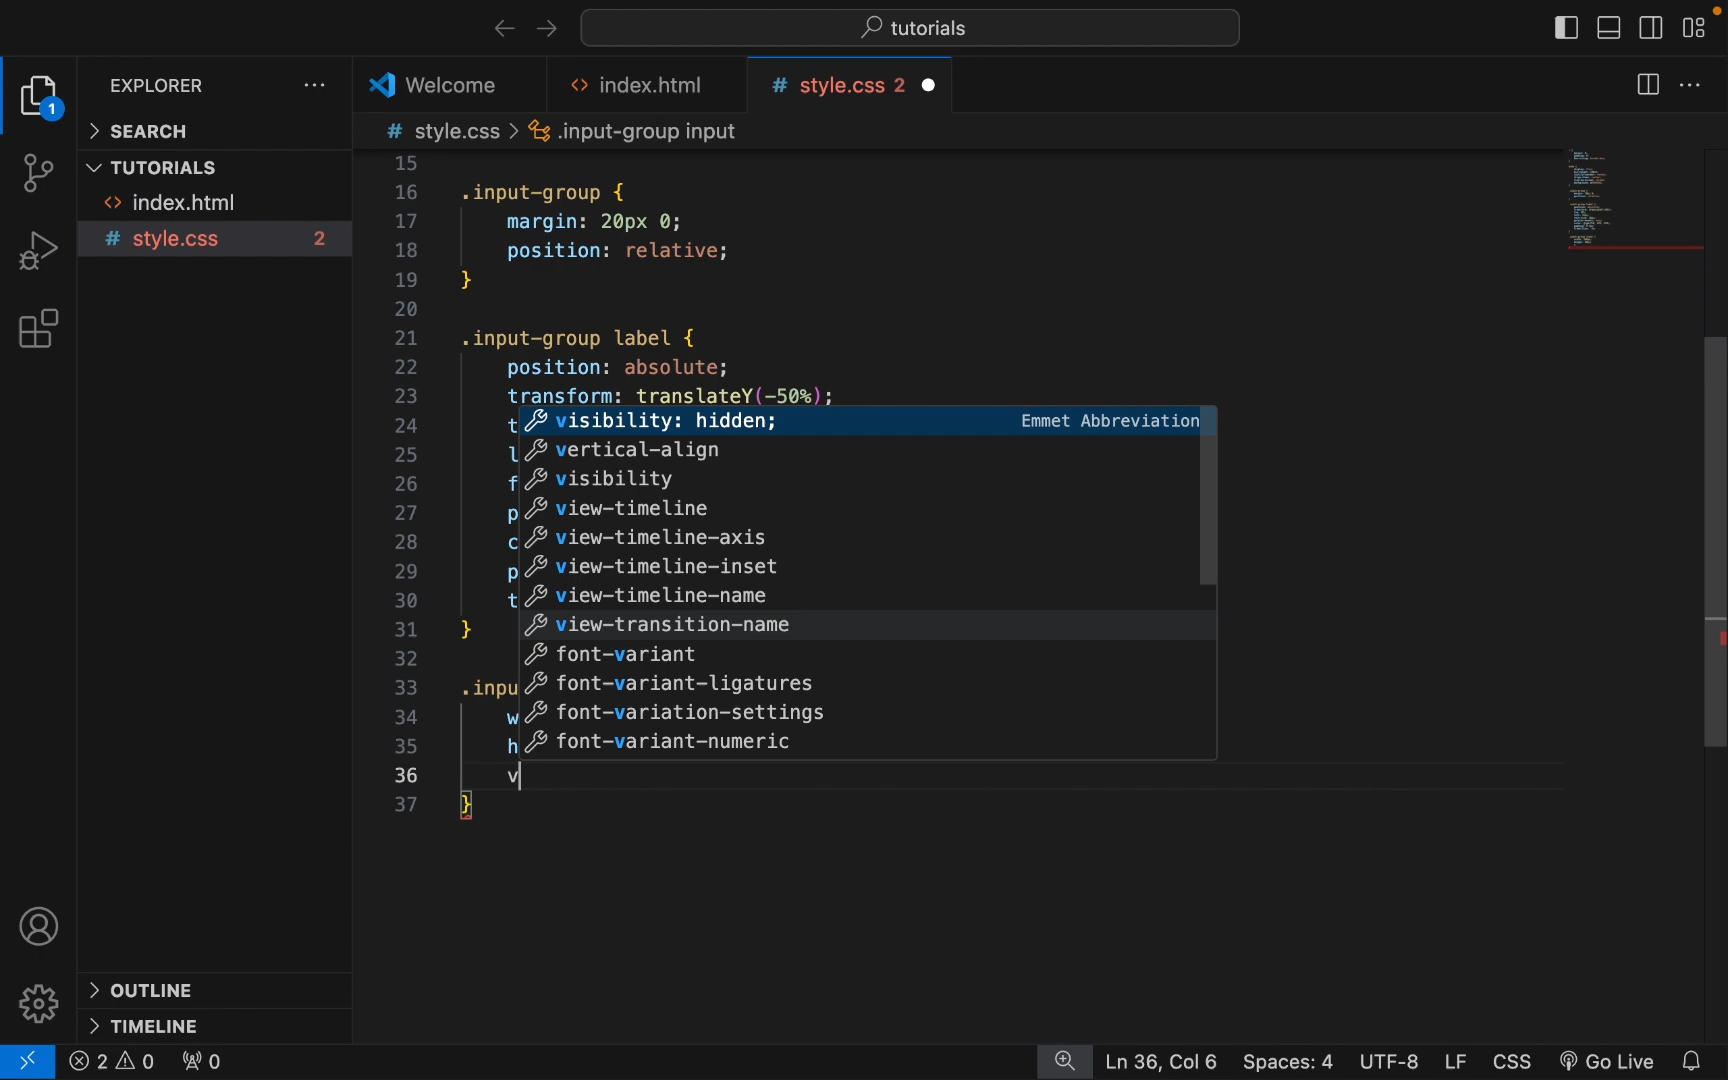 tutorials
EXPLORER
Welcome
index.html
style.css 2
1
SEARCH
style.css > .input-group input
TUTORIALS
index.html
style.css 2
15
16 .input-group {
17 margin: 20px 0;
18 position: relative;
19 }
20
21 .input-group label {
22 position: absolute;
23 transform: translateY(-50%);
24 t
visibility: hidden; Emmet Abbreviation
25 l
vertical-align
26 f
visibility
27 p
view-timeline
28 c
view-timeline-axis
29 p
view-timeline-inset
30 t
view-timeline-name
31 }
view-transition-name
32
font-variant
33 .inpu
font-variant-ligatures
34 w
font-variation-settings
35 h
font-variant-numeric
36 v
37 }
OUTLINE
TIMELINE
2 0 0 Ln 36, Col 6 Spaces: 4 UTF-8 LF CSS Go Live